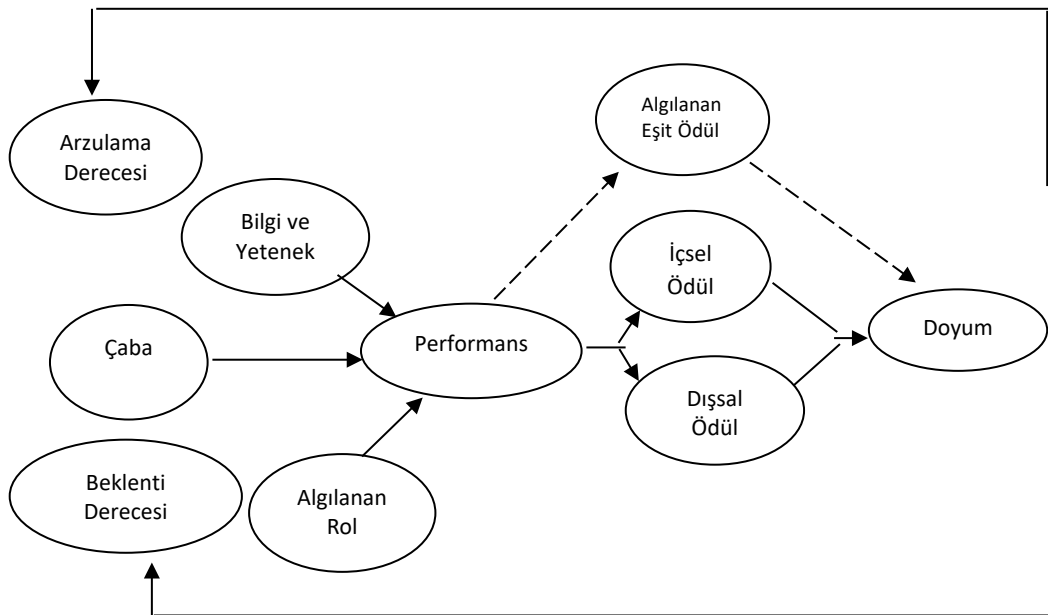 Arzulama
Derecesi
Algılanan
Eşit Ödül
Bilgi ve
Yetenek
İçsel
Ödül
Çaba
Performans
Doyum
Dışsal
Ödül
Beklenti
Derecesi
Algılanan
Rol